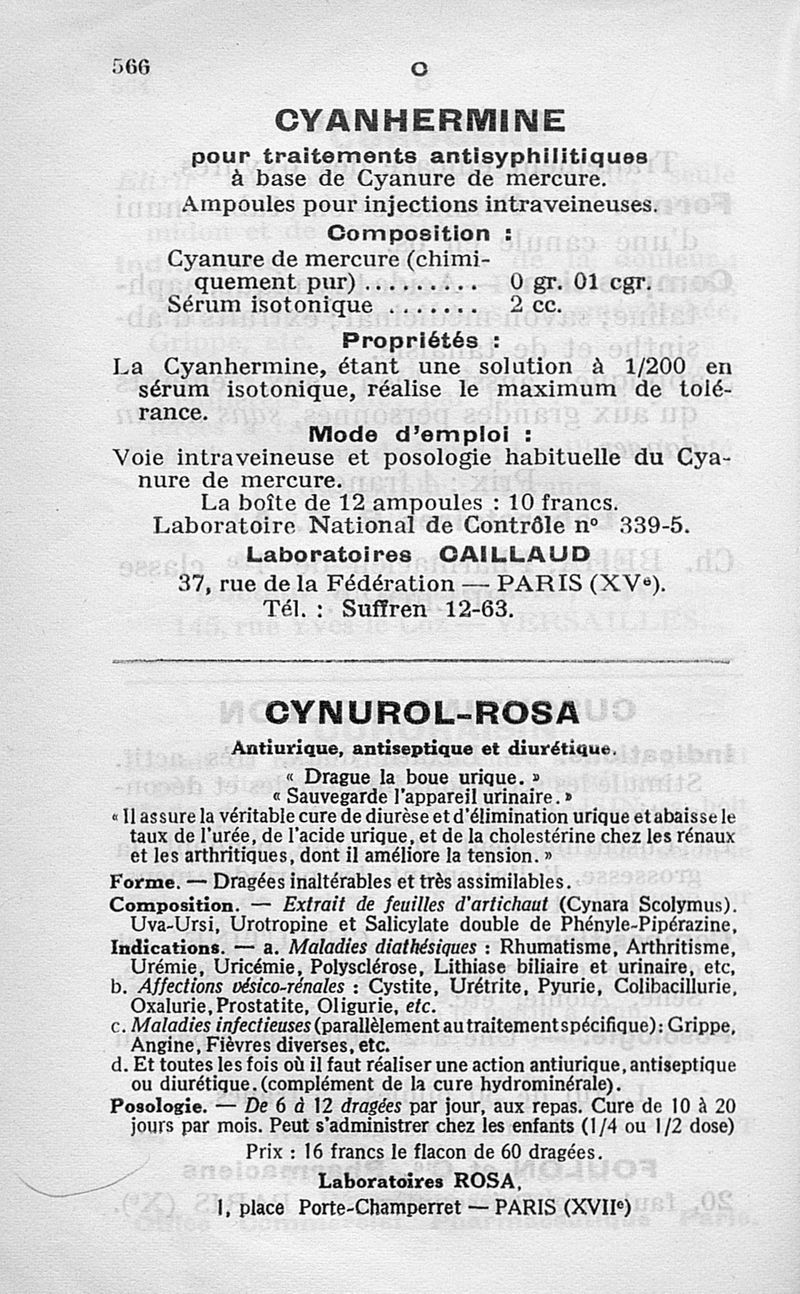 566
O
CYANHERMINE
pour traitements antisyphilitiques
à base de Cyanure de mercure.
Ampoules pour injections intraveineuses.
Composition :
Cyanure de mercure (chimi-
quement pur) ......... 0 gr. 01 cgr.
Sérum isotonique ....... 2 cc.
Propriétés :
La Cyanhermine, étant une solution à 1/200 en
sérum isotonique, réalise le maximum de tolé-
rance.
Mode d'emploi :
Voie intraveineuse et posologie habituelle du Cya-
nure de mercure.
La boîte de 12 ampoules : 10 francs.
Laboratoire National de Contrôle nº 339-5.
Laboratoires CAILLAUD
37, rue de la Fédération — PARIS (XVe).
Tél. : Suffren 12-63.
CYNUROL-ROSA
Antiurique, antiseptique et diurétique.
« Drague la boue urique. »
« Sauvegarde l'appareil urinaire. »
« Il assure la véritable cure de diurèse et d'élimination urique et abaisse le
taux de l'urée, de l'acide urique, et de la cholestérine chez les rénaux
et les arthritiques, dont il améliore la tension. »
Forme. — Dragées inaltérables et très assimilables.
Composition. — Extrait de feuilles d'artichaut (Cynara Scolymus).
Uva-Ursi, Urotropine et Salicylate double de Phényle-Pipérazine,
Indications. — a. Maladies diathésiques : Rhumatisme, Arthritisme,
Urémie, Uricémie, Polysclérose, Lithiase biliaire et urinaire, etc,
b. Affections vésico-rénales : Cystite, Urétrite, Pyurie, Colibacillurie,
Oxalurie, Prostatite, Oligurie, etc.
c. Maladies infectieuses (parallèlement au traitement spécifique) : Grippe,
Angine, Fièvres diverses, etc.
d. Et toutes les fois où il faut réaliser une action antiurique, antiseptique
ou diurétique. (complément de la cure hydrominérale).
Posologie. — De 6 à 12 dragées par jour, aux repas. Cure de 10 à 20
jours par mois. Peut s'administrer chez les enfants (1/4 ou 1/2 dose)
Prix : 16 francs le flacon de 60 dragées.
Laboratoires ROSA,
1, place Porte-Champerret — PARIS (XVIIe)